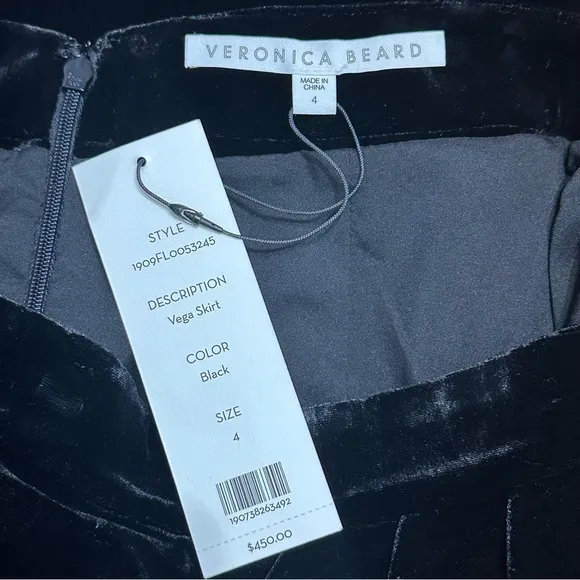 VERONICA BEARD
MADE IN
CHINA
4
STYLE
1909FL0053245
DESCRIPTION
Vega Skirt
COLOR
Black
SIZE
4
190738263492
$450.00